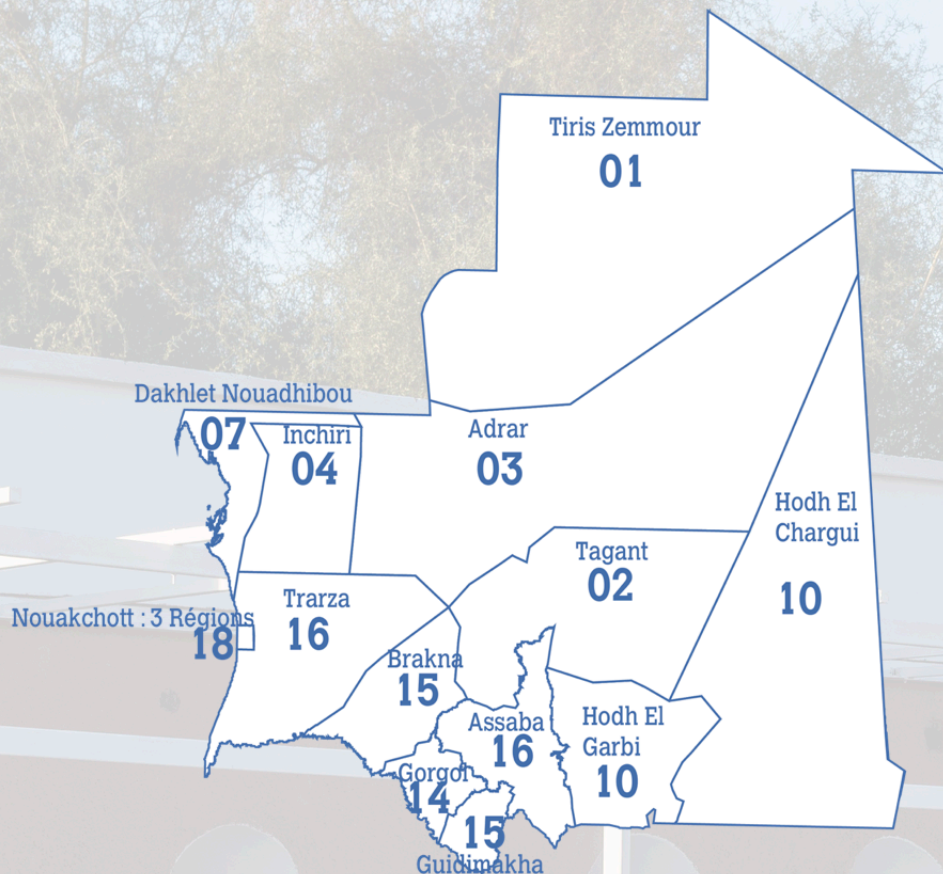 Tiris Zemmour
01
Dakhlet Nouadhibou
07
Inchiri
04
Adrar
03
Hodh El
Chargui
10
Tagant
02
Nouakchott : 3 Régions
18
Trarza
16
Brakna
15
Assaba
16
Hodh El
Garbi
10
Gorgol
14
15
Guidimakha